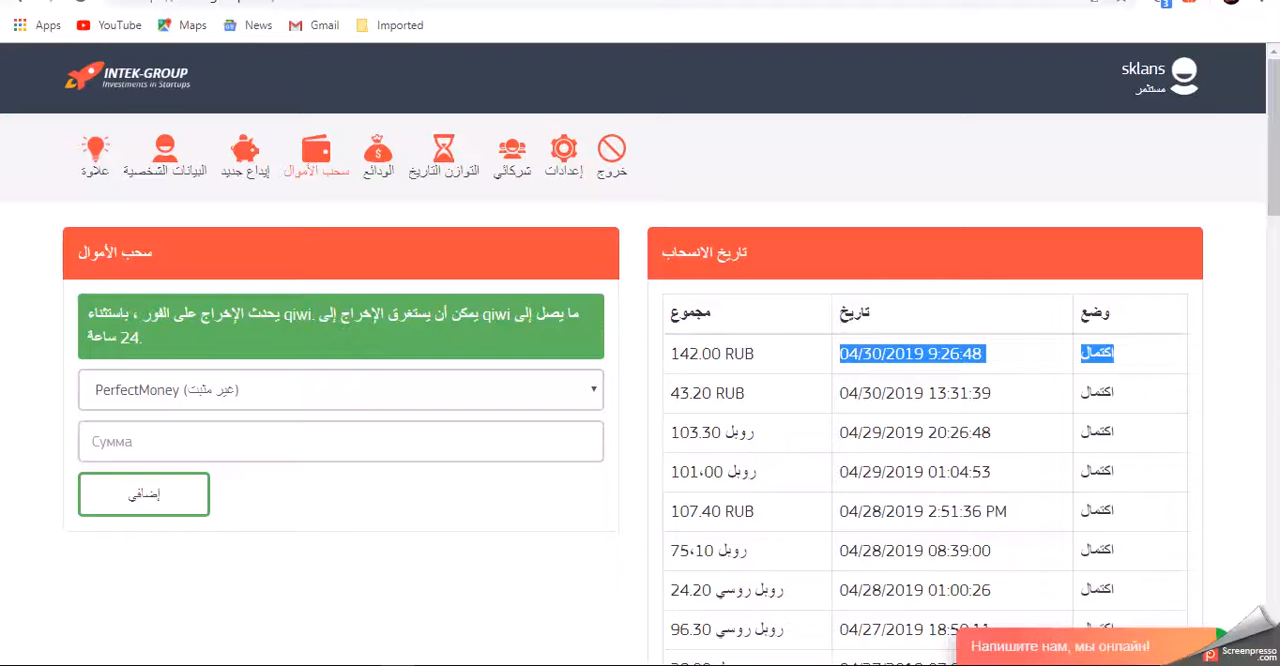 Apps YouTube Maps News Gmail Imported
INTEK-GROUP
Investments in Startups
sklans
مستثمر
علاوة
البيانات الشخصية
إيداع جديد
سحب الأموال
الودائع
التوازن التاريخ
شركائي
إعدادات
خروج
سحب الأموال
ما يصل إلى qiwi يمكن أن يستغرق الإخراج إلى .qiwi يحدث الإخراج على الفور ، باستثناء
24 ساعة.
PerfectMoney (غير مثبت)
Сумма
إضافي
تاريخ الانسحاب
مجموع تاريخ وضع
142.00 RUB 04/30/2019 9:26:48 اكتمال
43.20 RUB 04/30/2019 13:31:39 اكتمال
103.30 روبل 04/29/2019 20:26:48 اكتمال
101،00 روبل 04/29/2019 01:04:53 اكتمال
107.40 RUB 04/28/2019 2:51:36 PM اكتمال
75،10 روبل 04/28/2019 08:39:00 اكتمال
24.20 روبل روسي 04/28/2019 01:00:26 اكتمال
96.30 روبل روسي 04/27/2019
Напишите нам, мы онлайн!
Screenpresso
.com